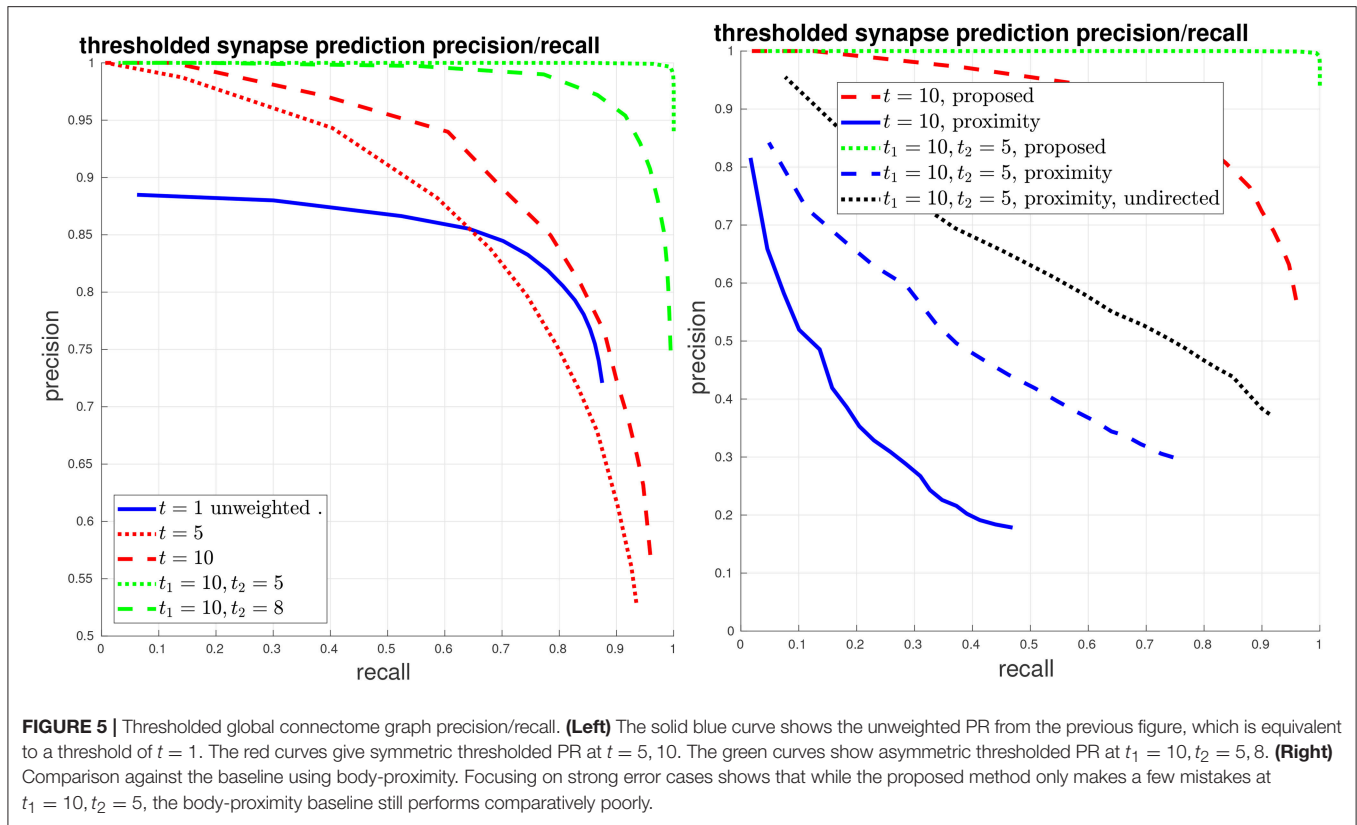 thresholded synapse prediction precision/recall
1
0.95
0.9
0.85
0.8
0.75
0.7
0.65
0.6
0.55
0.5
precision
t = 1 unweighted .
t = 5
t = 10
t₁ = 10, t₂ = 5
t₁ = 10, t₂ = 8
0 0.1 0.2 0.3 0.4 0.5 0.6 0.7 0.8 0.9 1
recall
thresholded synapse prediction precision/recall
1
0.9
0.8
0.7
0.6
0.5
0.4
0.3
0.2
0.1
0
precision
t = 10, proposed
t = 10, proximity
t₁ = 10, t₂ = 5, proposed
t₁ = 10, t₂ = 5, proximity
t₁ = 10, t₂ = 5, proximity, undirected
0 0.1 0.2 0.3 0.4 0.5 0.6 0.7 0.8 0.9 1
recall
FIGURE 5 | Thresholded global connectome graph precision/recall. (Left) The solid blue curve shows the unweighted PR from the previous figure, which is equivalent
to a threshold of t = 1. The red curves give symmetric thresholded PR at t = 5, 10. The green curves show asymmetric thresholded PR at t₁ = 10, t₂ = 5, 8. (Right)
Comparison against the baseline using body-proximity. Focusing on strong error cases shows that while the proposed method only makes a few mistakes at
t₁ = 10, t₂ = 5, the body-proximity baseline still performs comparatively poorly.